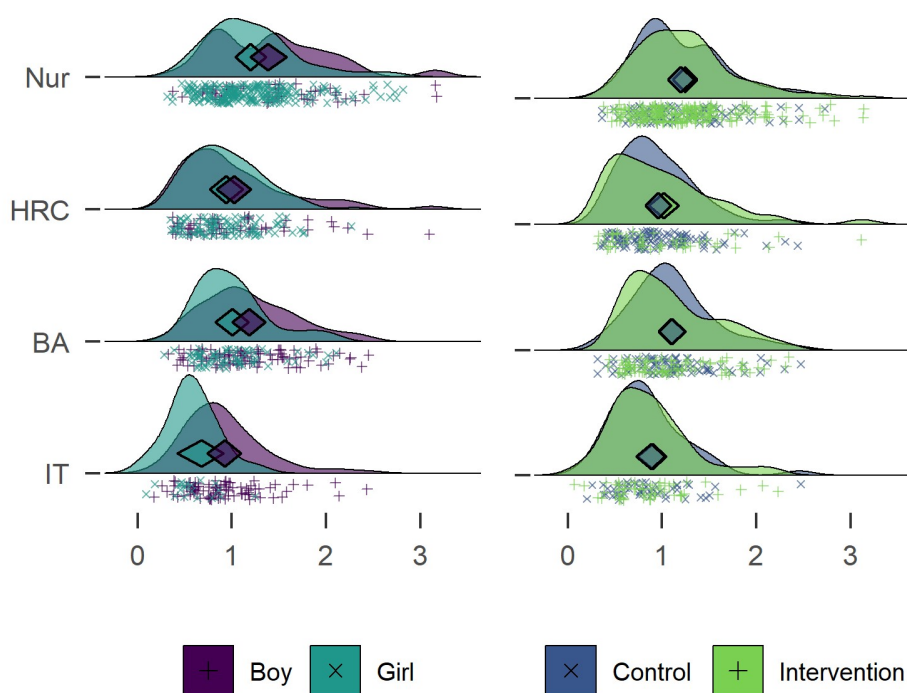 Nur
HRC
BA
IT
0 1 2 3 0 1 2 3
Boy Girl Control Intervention